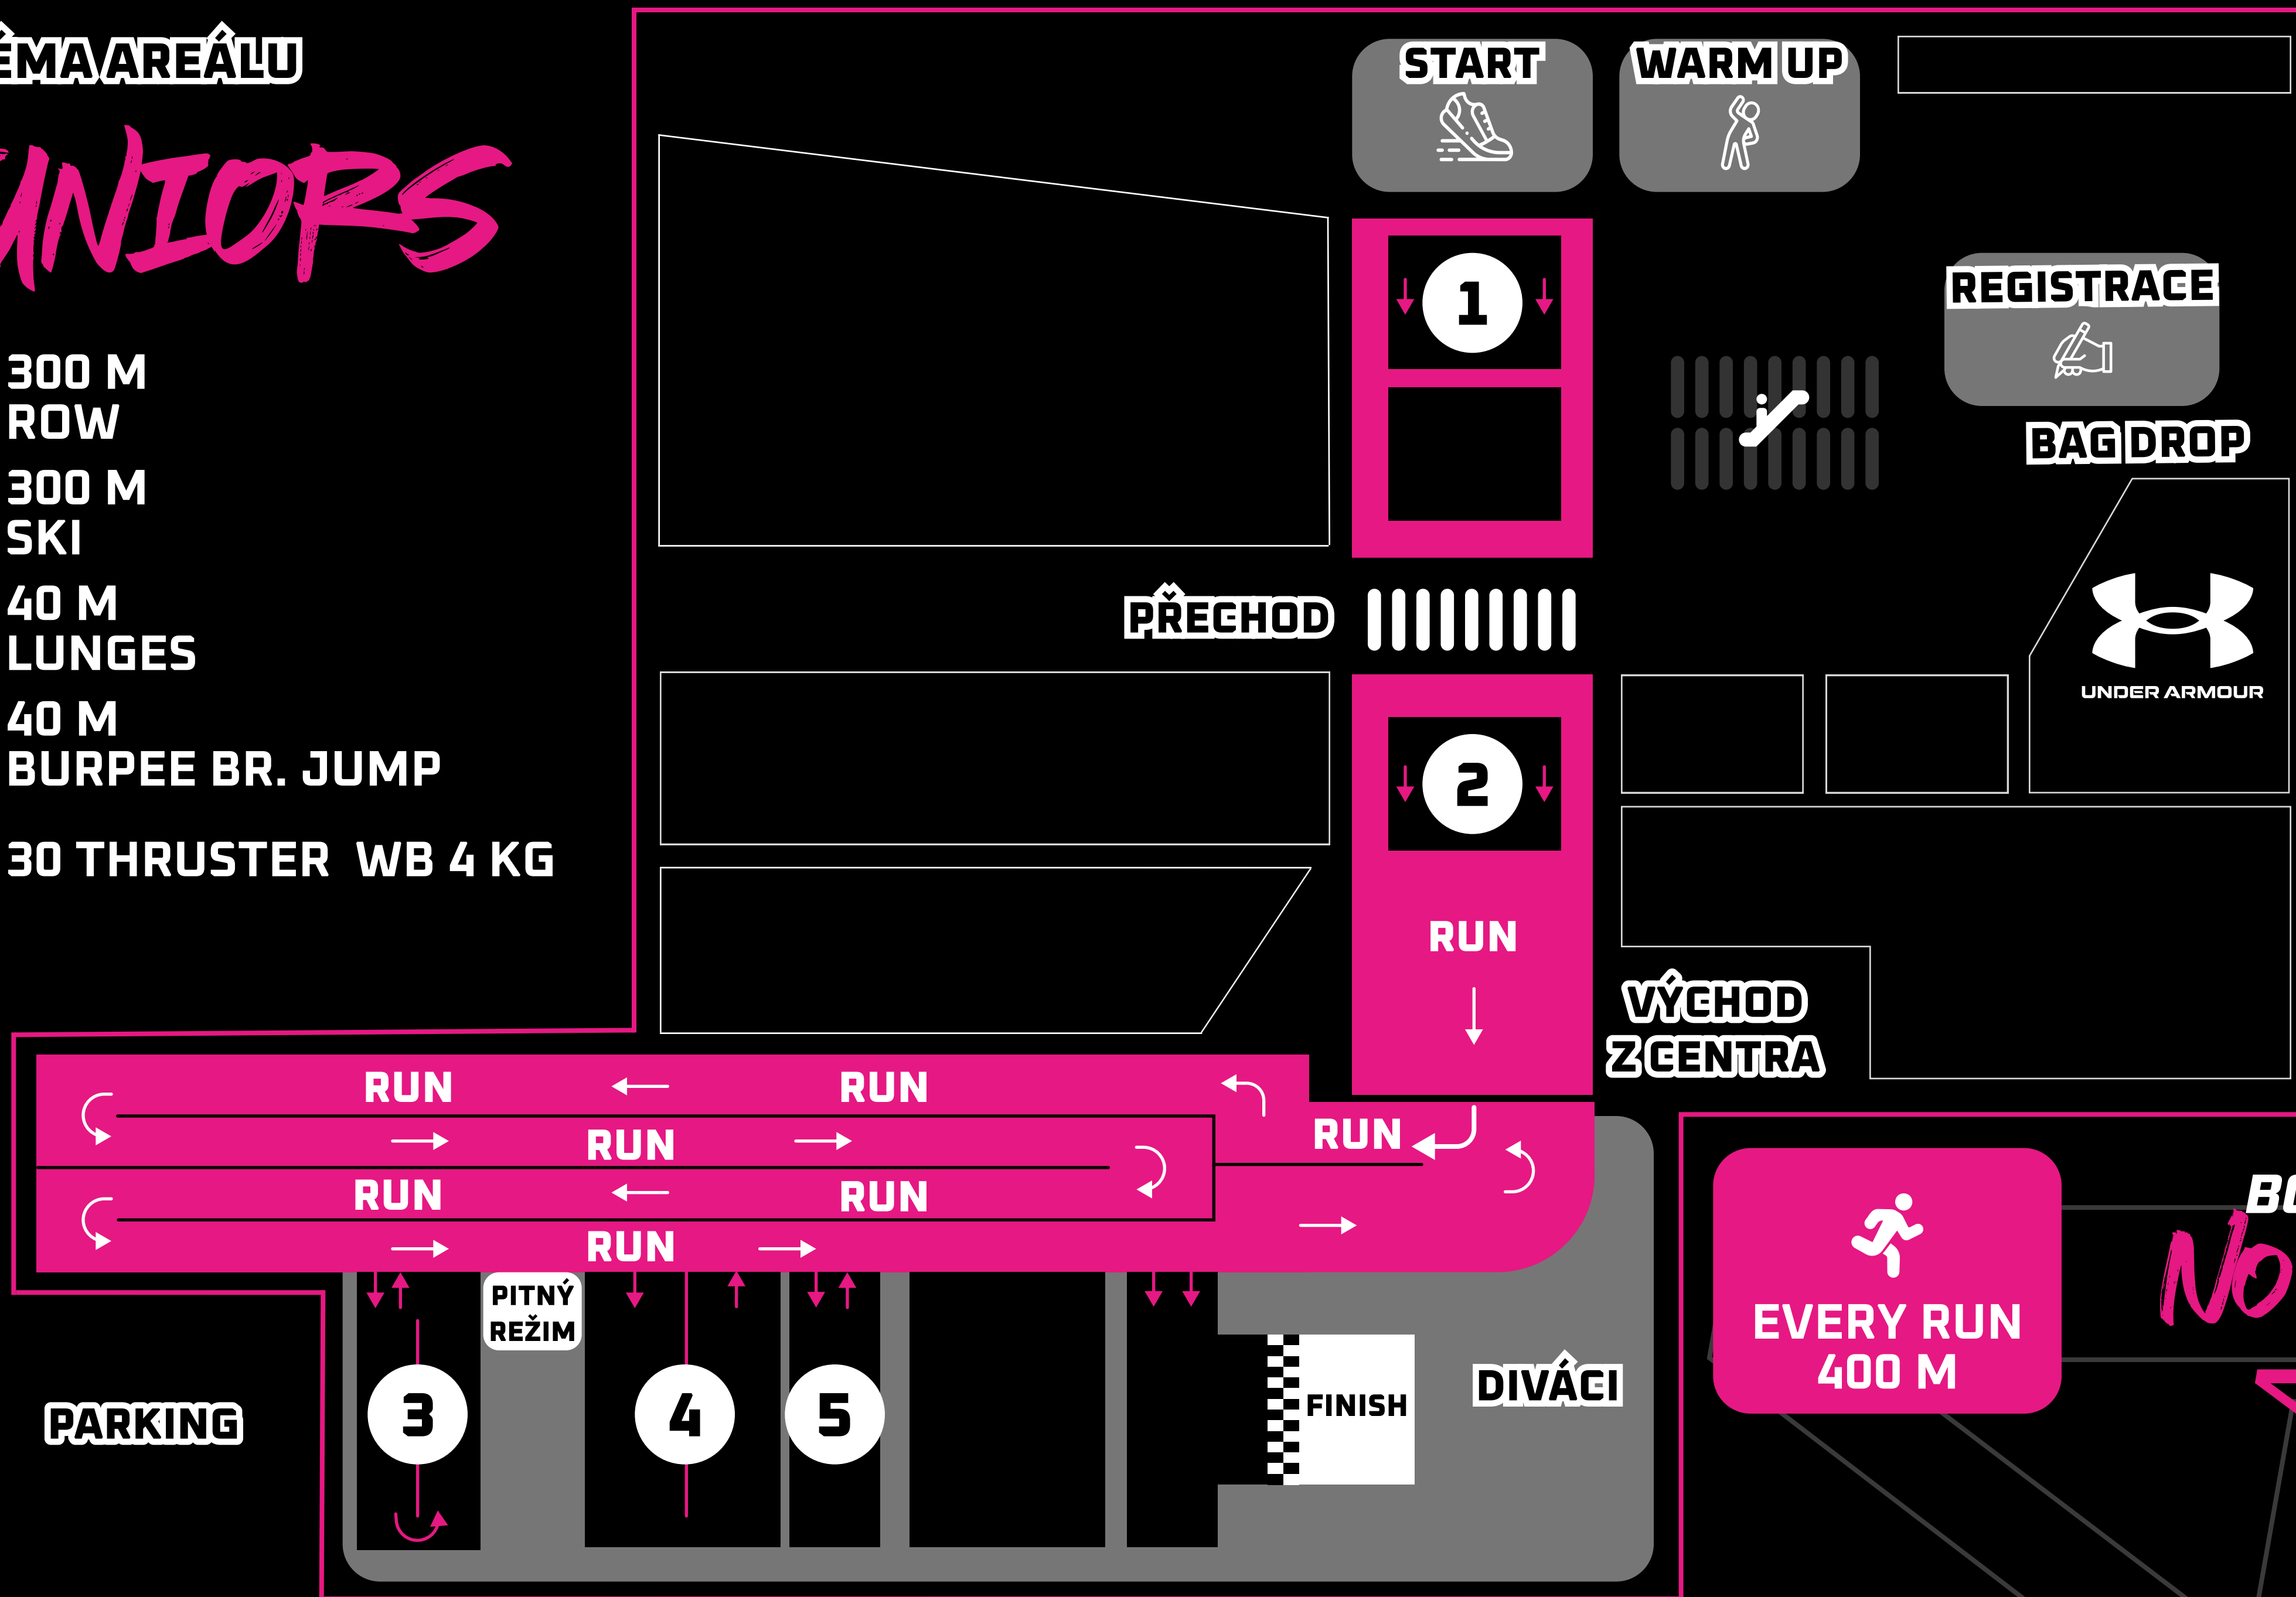 ÉMA AREÁLU
NIORS
300 M
ROW
300 M
SKI
40 M
LUNGES
40 M
BURPEE BR. JUMP
30 THRUSTER WB 4 KG
START
WARM UP
1
REGISTRACE
BAG DROP
PŘECHOD
UNDER ARMOUR
2
RUN
VÝCHOD
Z CENTRA
RUN
RUN
RUN
RUN
RUN
RUN
RUN
PITNÝ
REŽIM
3
4
5
FINISH
DIVÁCI
PARKING
EVERY RUN
400 M
NO